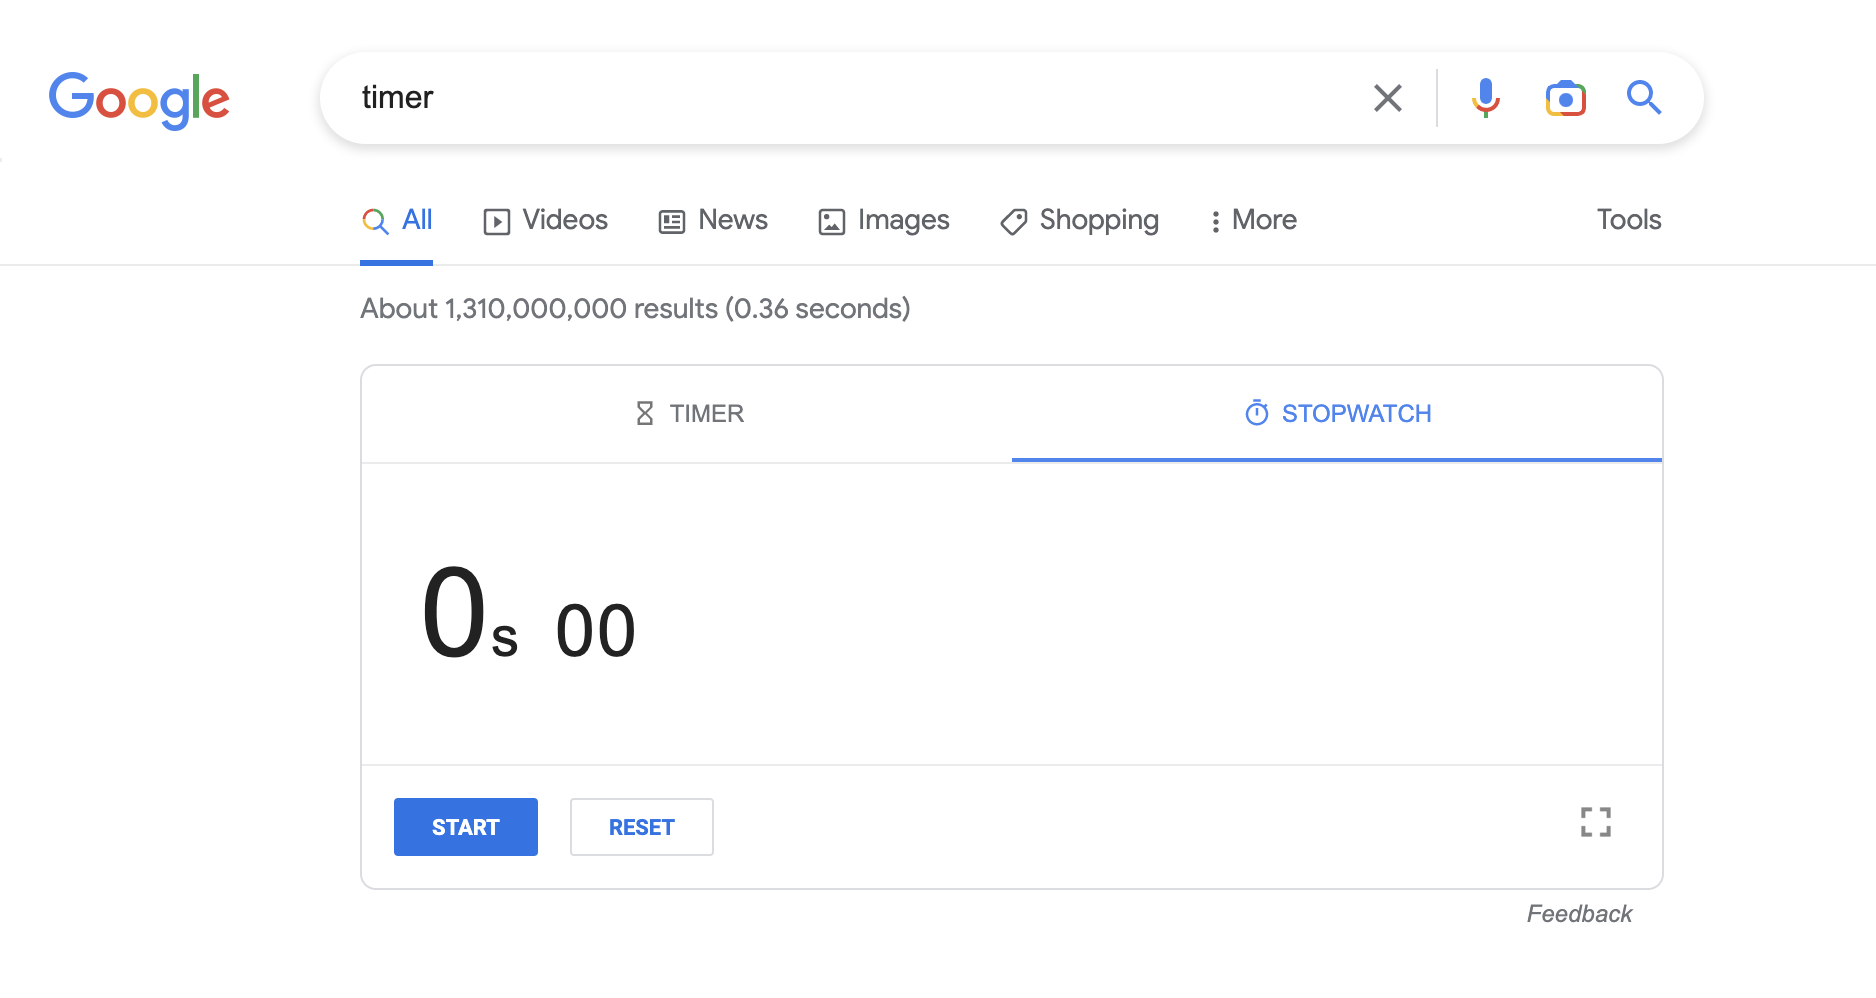 Google
timer
All Videos News Images Shopping More Tools
About 1,310,000,000 results (0.36 seconds)
TIMER STOPWATCH
0s 00
START RESET
Feedback